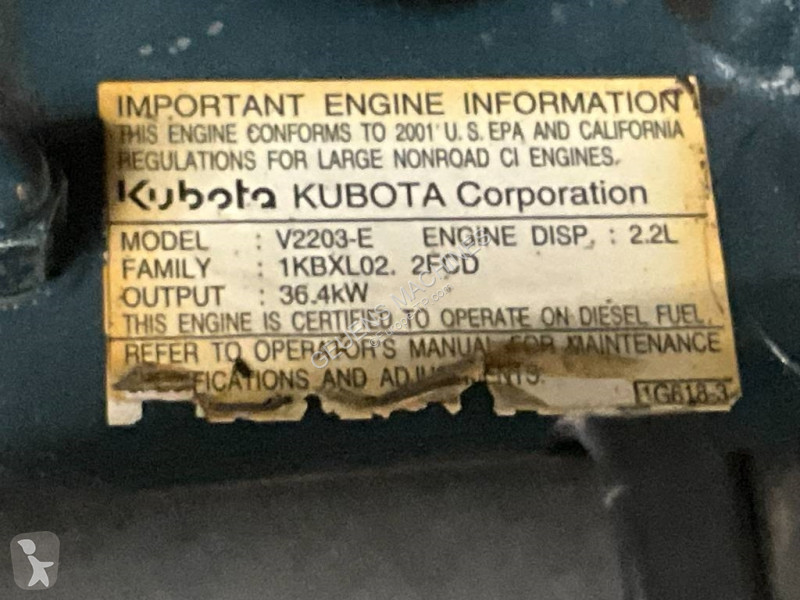 IMPORTANT ENGINE INFORMATION
THIS ENGINE CONFORMS TO 2001 U.S. EPA AND CALIFORNIA
REGULATIONS FOR LARGE NONROAD CI ENGINES.
Kubota KUBOTA Corporation
MODEL : V2203-E ENGINE DISP. : 2.2L
FAMILY : 1KBXL02. 2FCD
OUTPUT : 36.4kW
THIS ENGINE IS CERTIFIED TO OPERATE ON DIESEL FUEL.
REFER TO OPERATOR'S MANUAL FOR MAINTENANCE
AND
1G618-3